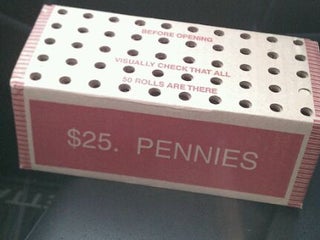 BEFORE OPENING
VISUALLY CHECK THAT ALL
50 ROLLS ARE THERE
$25. PENNIES